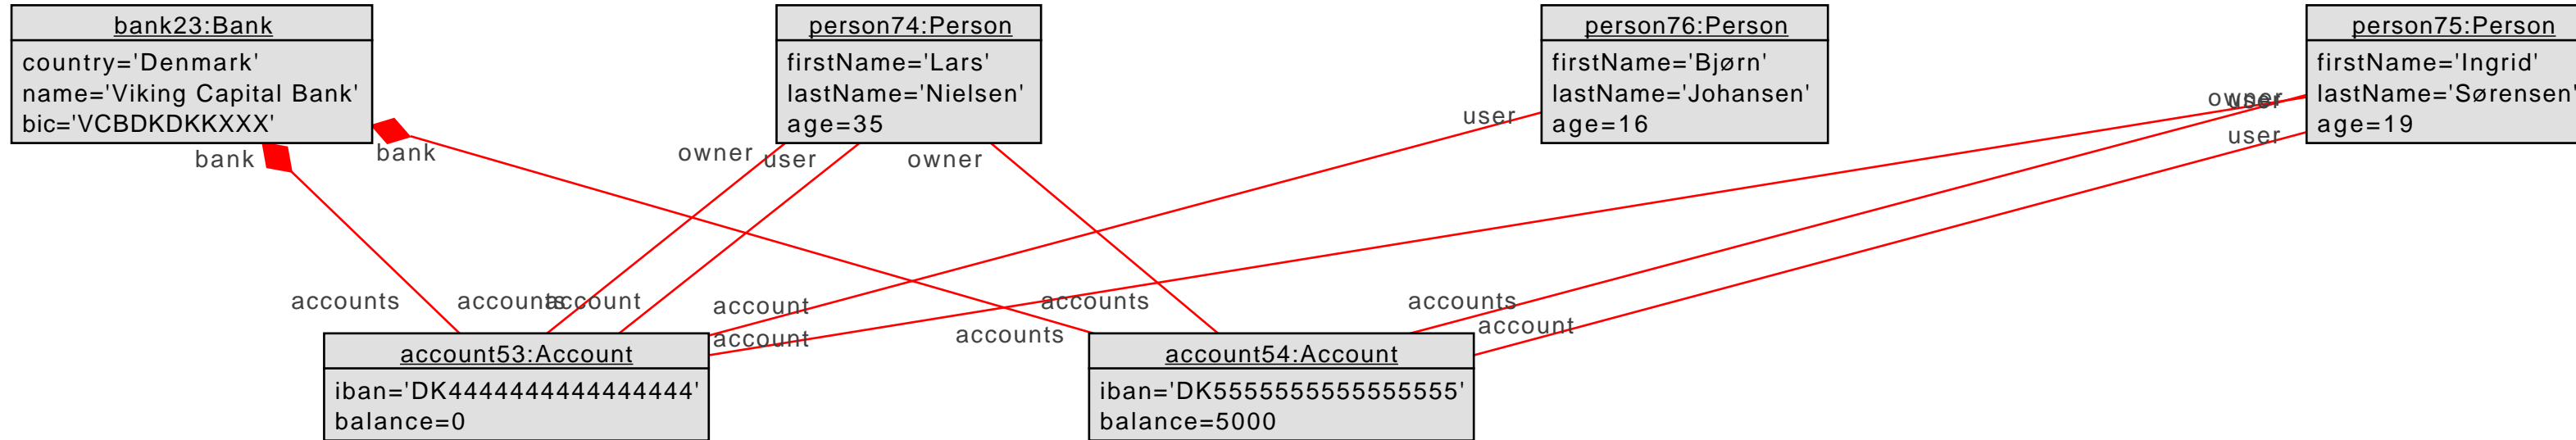 bank23:Bank
country='Denmark'
name='Viking Capital Bank'
bic='VCBDKDKKXXX'
person74:Person
firstName='Lars'
lastName='Nielsen'
age=35
person76:Person
firstName='Bjørn'
lastName='Johansen'
age=16
person75:Person
firstName='Ingrid'
lastName='Sørensen'
age=19
bank
bank
owner
user
owner
user
owner
user
user
accounts
accounts
account
account
account
accounts
accounts
accounts
account
account53:Account
iban='DK4444444444444444'
balance=0
account54:Account
iban='DK5555555555555555'
balance=5000